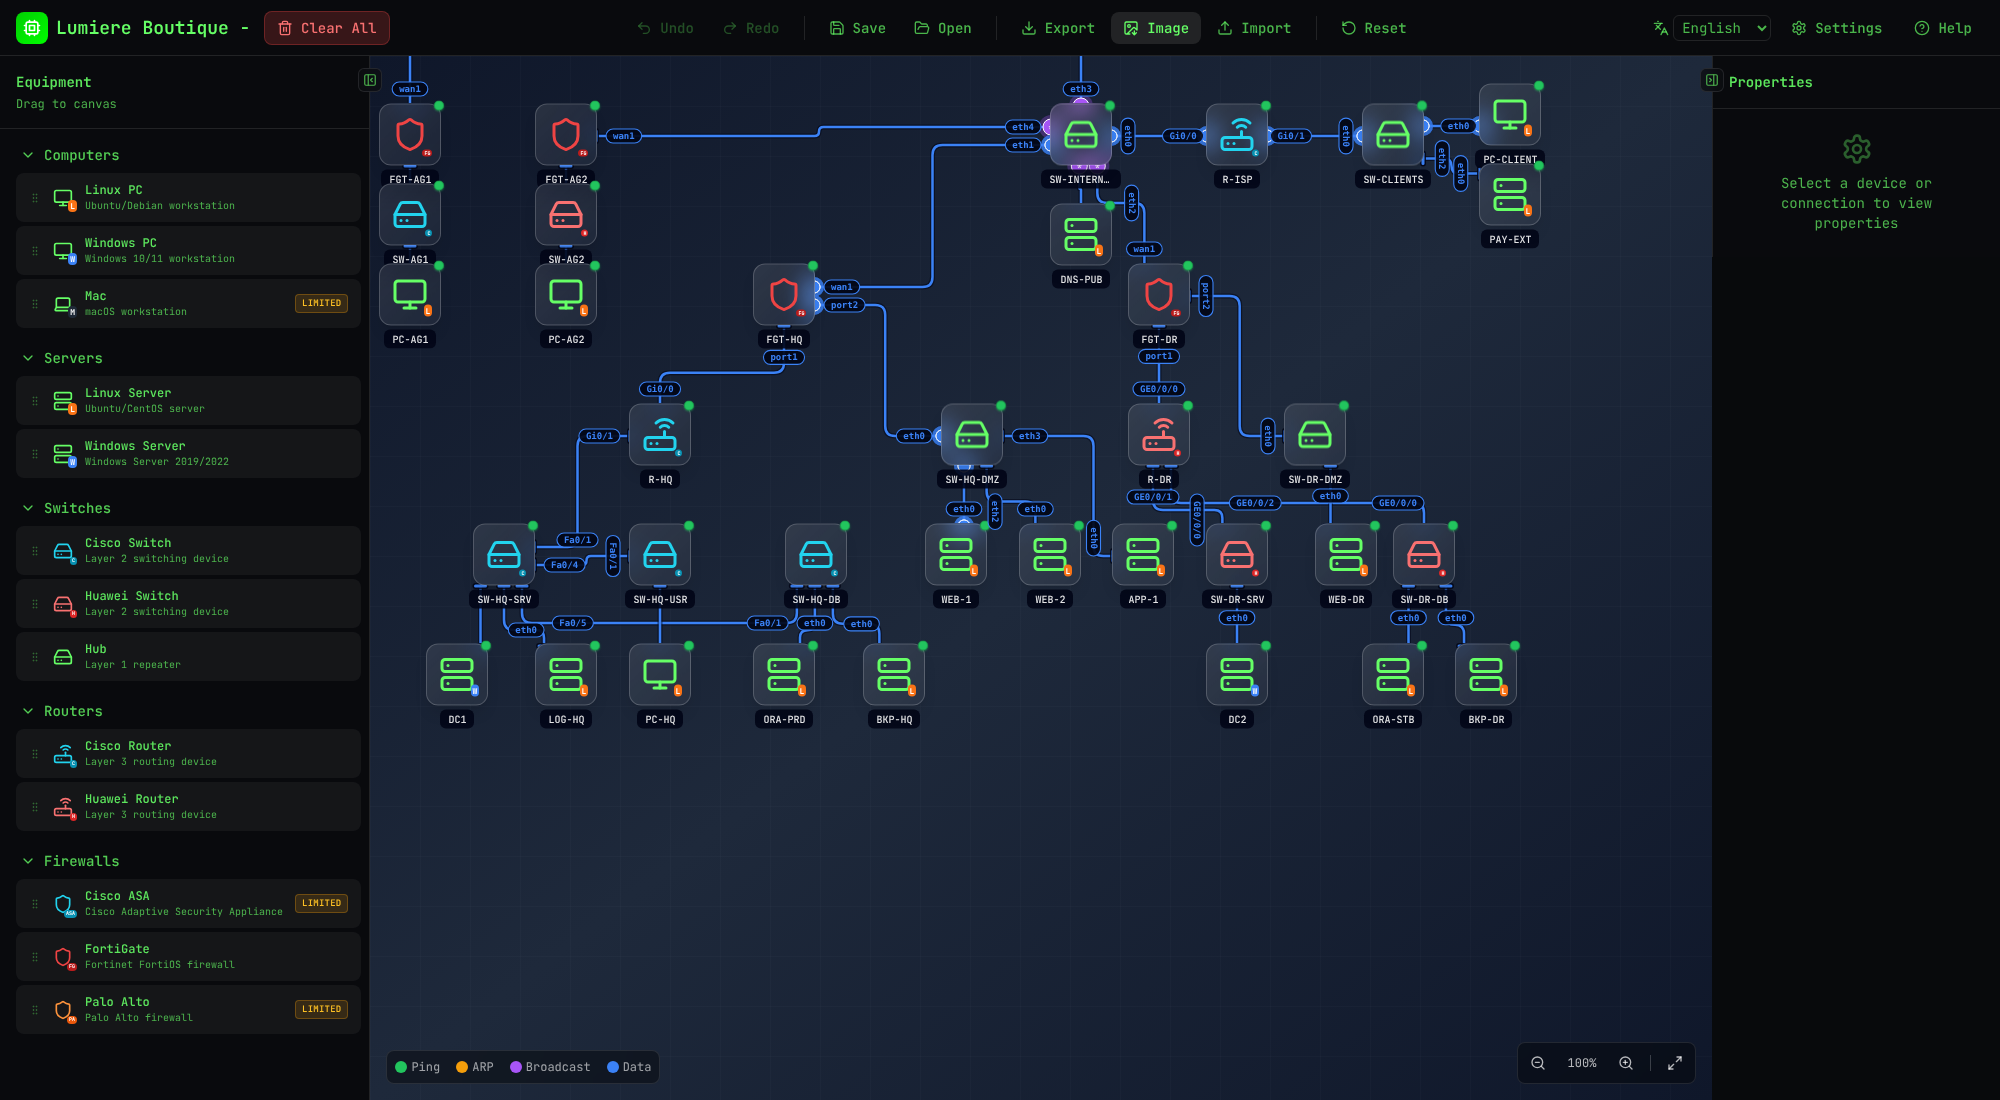 Lumiere Boutique -
Clear All
Undo
Redo
Save
Open
Export
Image
Import
Reset
English
Settings
Help
Equipment
Drag to canvas
Computers
Linux PC
Ubuntu/Debian workstation
Windows PC
Windows 10/11 workstation
Mac
macOS workstation
LIMITED
Servers
Linux Server
Ubuntu/CentOS server
Windows Server
Windows Server 2019/2022
Switches
Cisco Switch
Layer 2 switching device
Huawei Switch
Layer 2 switching device
Hub
Layer 1 repeater
Routers
Cisco Router
Layer 3 routing device
Huawei Router
Layer 3 routing device
Firewalls
Cisco ASA
Cisco Adaptive Security Appliance
LIMITED
FortiGate
Fortinet FortiOS firewall
Palo Alto
Palo Alto firewall
LIMITED
wan1
eth3
FGT-AG1
FGT-AG2
wan1
eth4
eth1
SW-INTERN…
eth0
Gi0/0
R-ISP
Gi0/1
eth0
SW-CLIENTS
eth0
PC-CLIENT
eth2
eth0
PAY-EXT
SW-AG1
SW-AG2
eth2
wan1
DNS-PUB
PC-AG1
PC-AG2
wan1
port2
FGT-HQ
port1
FGT-DR
port2
port1
Gi0/0
GE0/0/0
Gi0/1
R-HQ
eth0
eth3
SW-HQ-DMZ
R-DR
eth0
SW-DR-DMZ
GE0/0/1
GE0/0/2
eth0
GE0/0/0
GE0/0/0
eth0
eth2
eth0
eth0
Fa0/1
Fa0/4
Fa0/1
SW-HQ-SRV
SW-HQ-USR
SW-HQ-DB
WEB-1
WEB-2
APP-1
SW-DR-SRV
WEB-DR
SW-DR-DB
eth0
Fa0/5
Fa0/1
eth0
eth0
eth0
eth0
eth0
DC1
LOG-HQ
PC-HQ
ORA-PRD
BKP-HQ
DC2
ORA-STB
BKP-DR
Ping
ARP
Broadcast
Data
100%
Properties
Select a device or
connection to view
properties